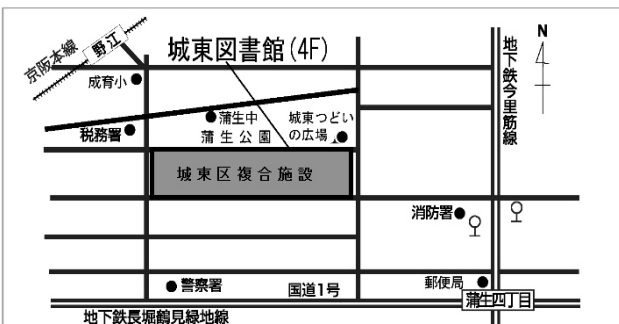 京阪本線
野江
城東図書館(4F)
N
成育小
地下鉄今里筋線
税務署
蒲生中
蒲生公園
城東つどい
の広場
城東区複合施設
消防署
警察署
国道1号
郵便局
蒲生四丁目
地下鉄長堀鶴見緑地線